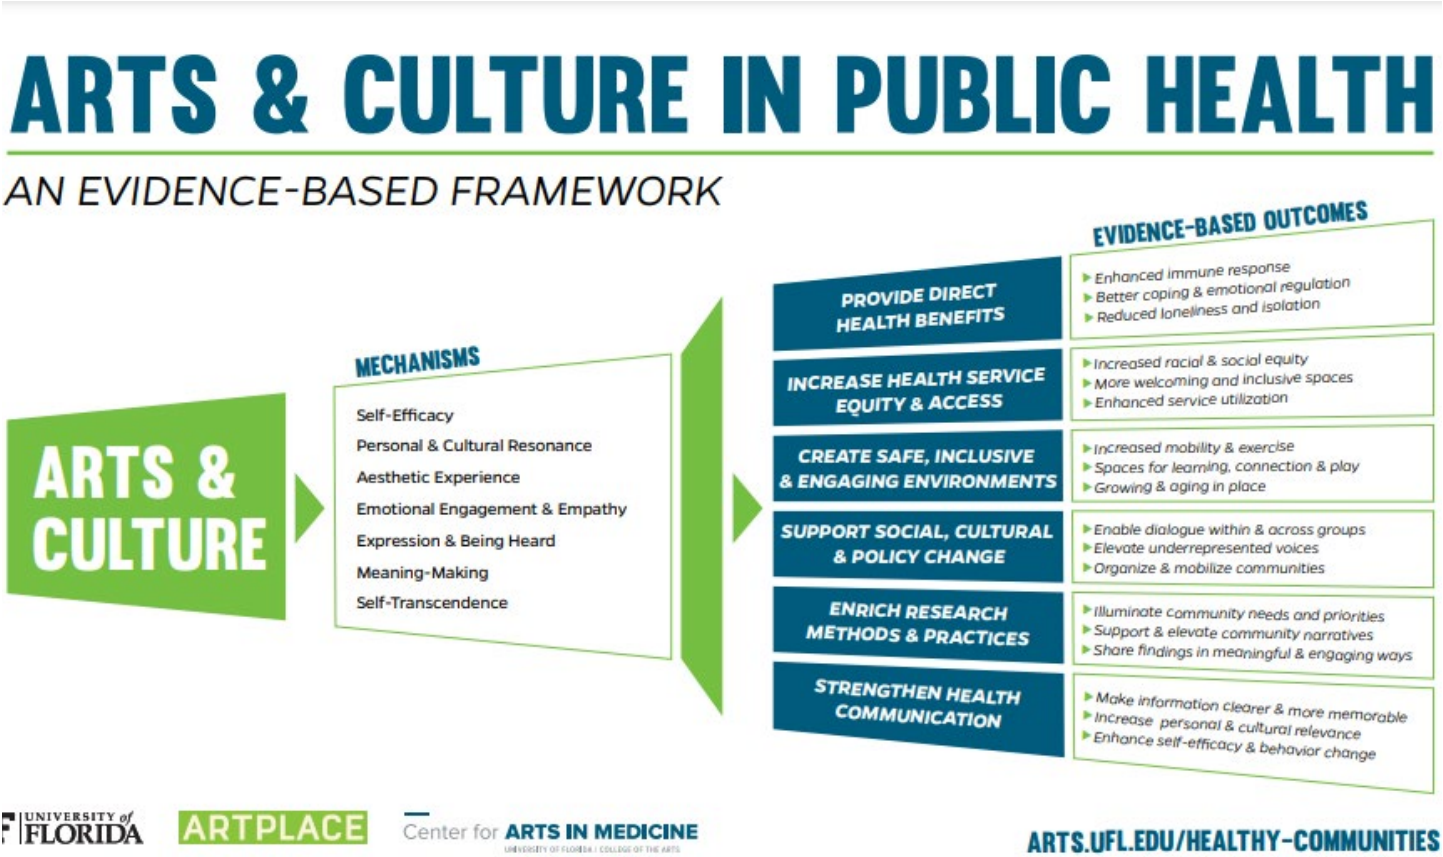 ARTS & CULTURE IN PUBLIC HEALTH
AN EVIDENCE-BASED FRAMEWORK
ARTS &
CULTURE
MECHANISMS
Self-Efficacy
Personal & Cultural Resonance
Aesthetic Experience
Emotional Engagement & Empathy
Expression & Being Heard
Meaning-Making
Self-Transcendence
EVIDENCE-BASED OUTCOMES
PROVIDE DIRECT
HEALTH BENEFITS
Enhanced immune response
Better coping & emotional regulation
Reduced loneliness and isolation
INCREASE HEALTH SERVICE
EQUITY & ACCESS
Increased racial & social equity
More welcoming and inclusive spaces
Enhanced service utilization
CREATE SAFE, INCLUSIVE
& ENGAGING ENVIRONMENTS
Increased mobility & exercise
Spaces for learning, connection & play
Growing & aging in place
SUPPORT SOCIAL, CULTURAL
& POLICY CHANGE
Enable dialogue within & across groups
Elevate underrepresented voices
Organize & mobilize communities
ENRICH RESEARCH
METHODS & PRACTICES
Illuminate community needs and priorities
Support & elevate community narratives
Share findings in meaningful & engaging ways
STRENGTHEN HEALTH
COMMUNICATION
Make information clearer & more memorable
Increase personal & cultural relevance
Enhance self-efficacy & behavior change
UNIVERSITY of
FLORIDA
ARTPLACE
Center for ARTS IN MEDICINE
UNIVERSITY OF FLORIDA | COLLEGE OF THE ARTS
ARTS.UFL.EDU/HEALTHY-COMMUNITIES